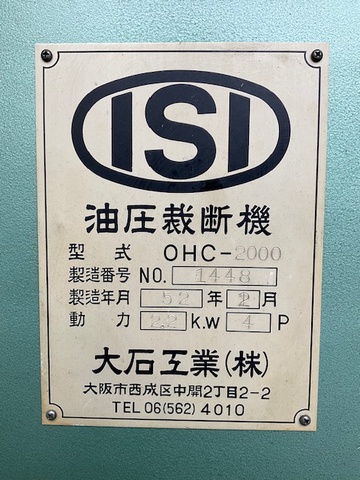 ISI
油圧裁断機
型式 OHC-2000
製造番号 NO. 1448
製造年月 52年2月
動力 2.2 K.W 4 P
大石工業(株)
大阪市西成区中開2丁目2-2
TEL 06(562)4010